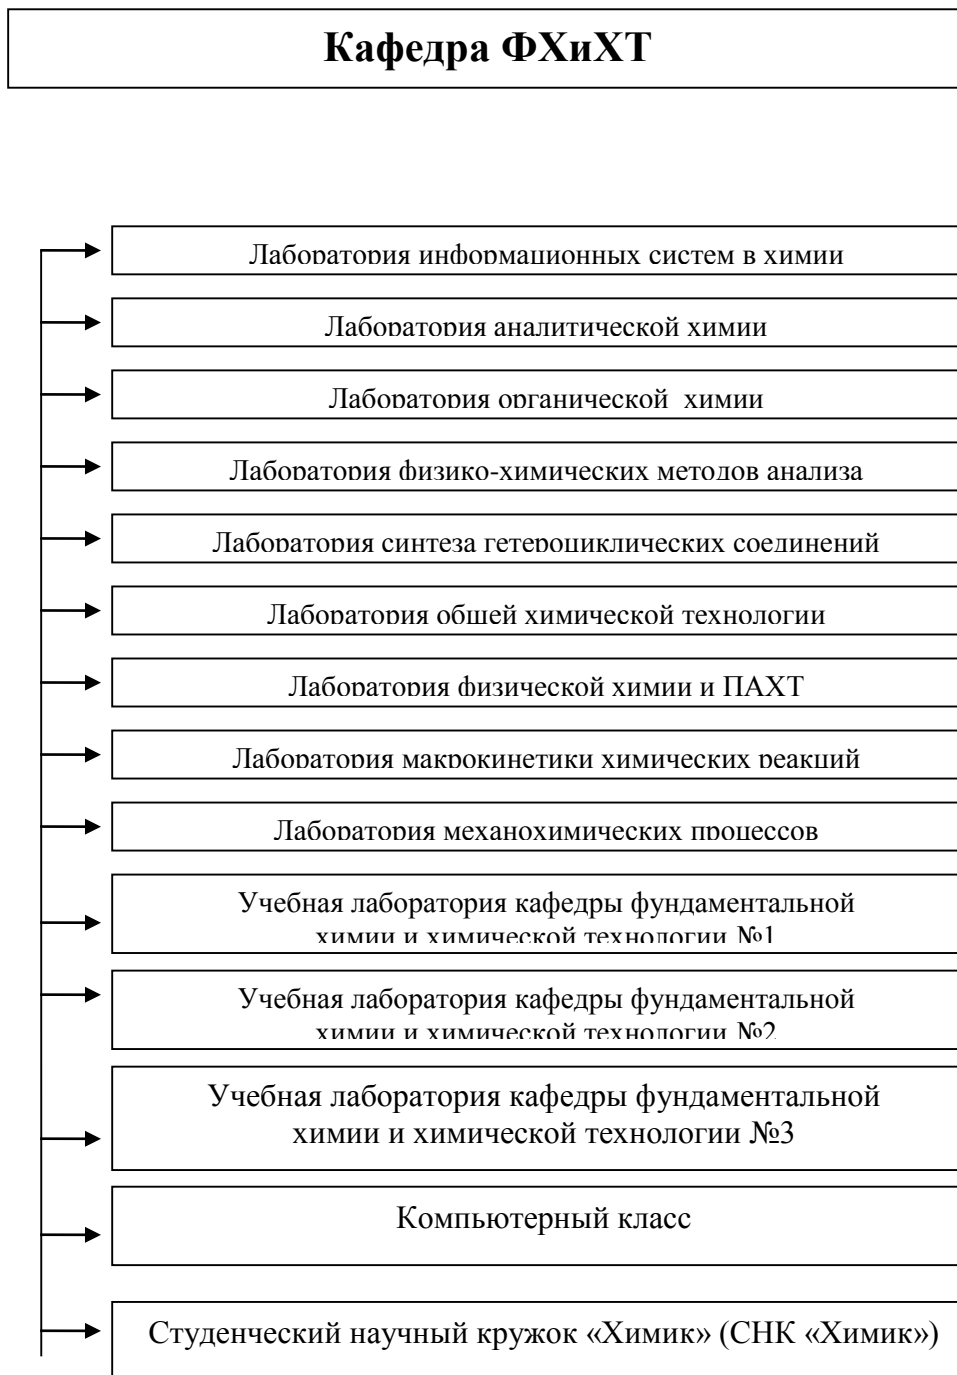 Кафедра ФХиХТ
Лаборатория информационных систем в химии
Лаборатория аналитической химии
Лаборатория органической химии
Лаборатория физико-химических методов анализа
Лаборатория синтеза гетероциклических соединений
Лаборатория общей химической технологии
Лаборатория физической химии и ПАХТ
Лаборатория макрокинетики химических реакций
Лаборатория механохимических процессов
Учебная лаборатория кафедры фундаментальной
химии и химической технологии №1
Учебная лаборатория кафедры фундаментальной
химии и химической технологии №2
Учебная лаборатория кафедры фундаментальной
химии и химической технологии №3
Компьютерный класс
Студенческий научный кружок «Химик» (СНК «Химик»)